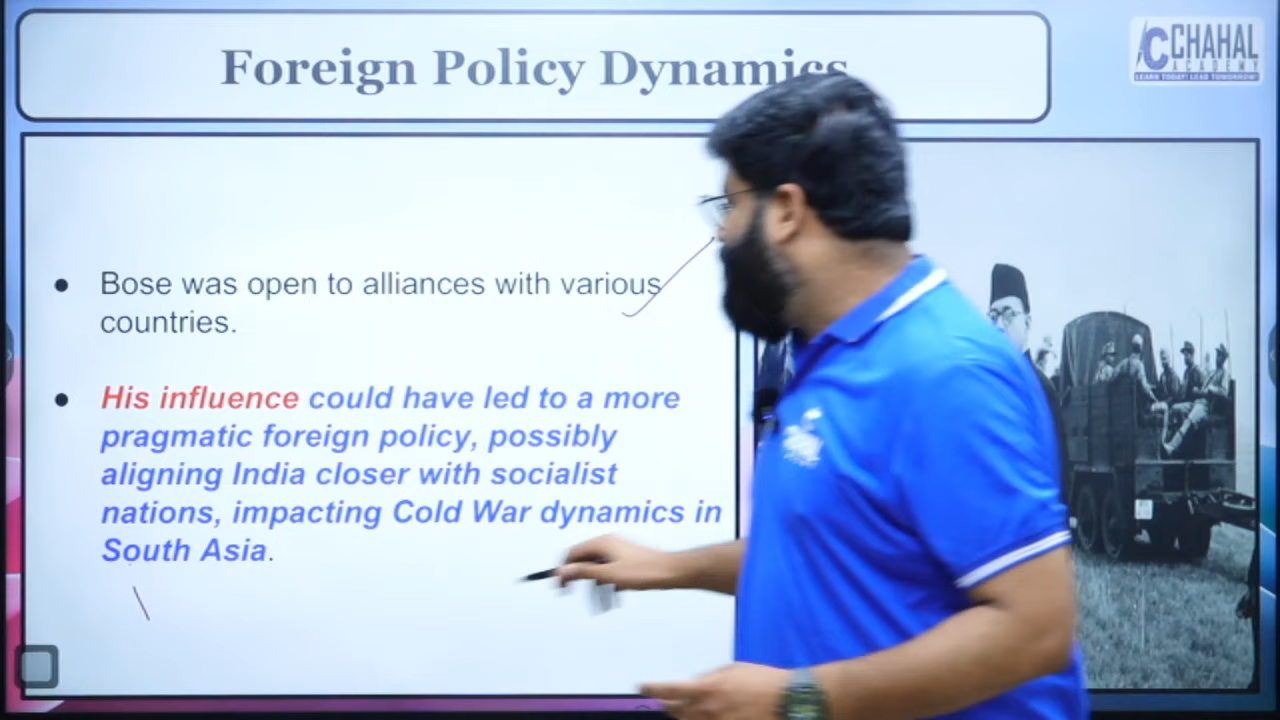 Foreign Policy Dynamics
CHAHAL
ACADEMY
LEARN TODAY! LEAD TOMORROW!
● Bose was open to alliances with various
countries.
● His influence could have led to a more
pragmatic foreign policy, possibly
aligning India closer with socialist
nations, impacting Cold War dynamics in
South Asia.